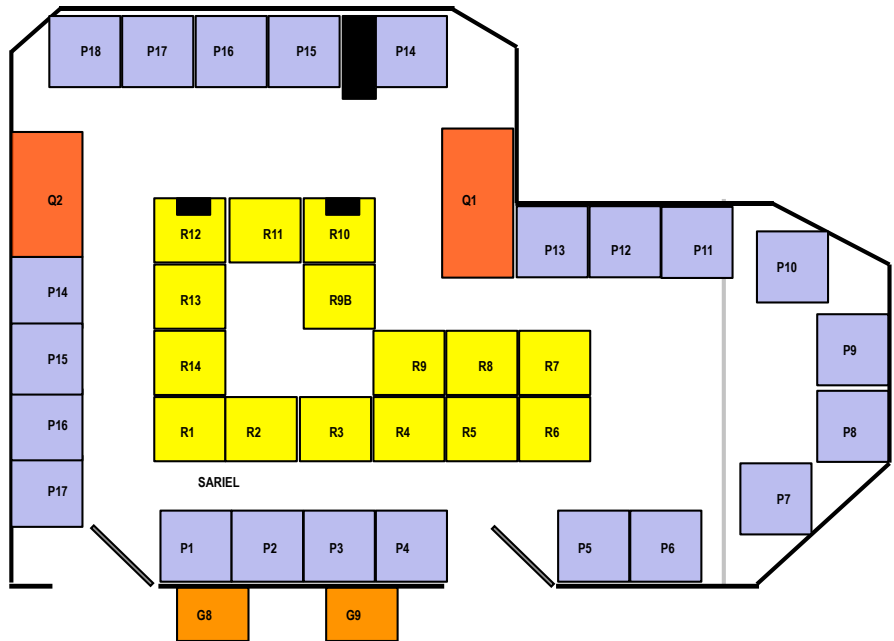 P18 P17 P16 P15 P14
Q2 Q1
R12 R11 R10
P13 P12 P11
P10
P14 R13 R9B
P15 R14 R9 R8 R7 P9
P16 R1 R2 R3 R4 R5 R6 P8
SARIEL
P17 P7
P1 P2 P3 P4 P5 P6
G8 G9